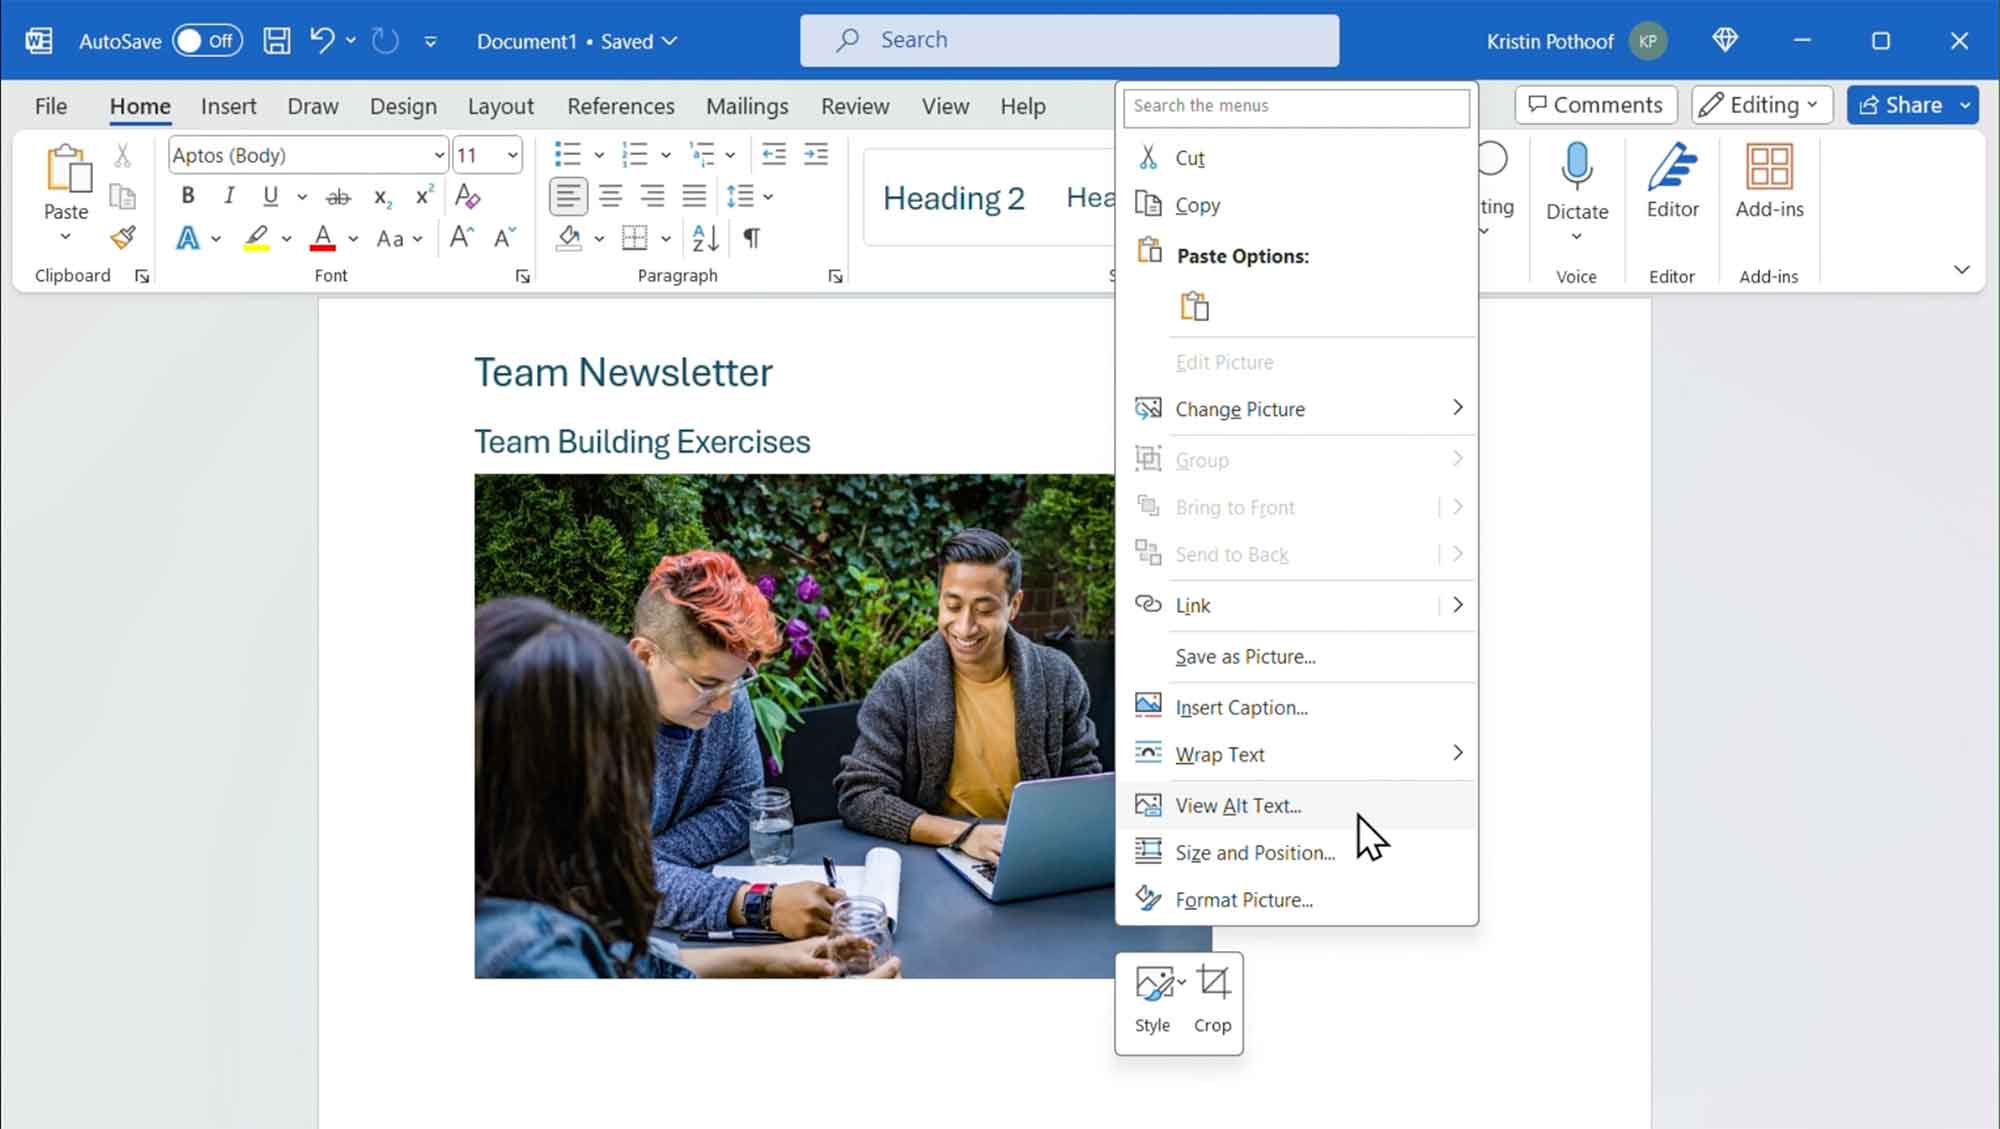 AutoSave Off Document1 • Saved Search Kristin Pothoof KP
File Home Insert Draw Design Layout References Mailings Review View Help Comments Editing Share
Aptos (Body) 11
Paste
B I U ab x₂ x² A
A A Aa A A
Heading 2 Hea
ting
Dictate Editor Add-ins
Clipboard Font Paragraph S Voice Editor Add-ins
Team Newsletter
Team Building Exercises
Search the menus
Cut
Copy
Paste Options:
Edit Picture
Change Picture
Group
Bring to Front
Send to Back
Link
Save as Picture...
Insert Caption...
Wrap Text
View Alt Text...
Size and Position...
Format Picture...
Style Crop